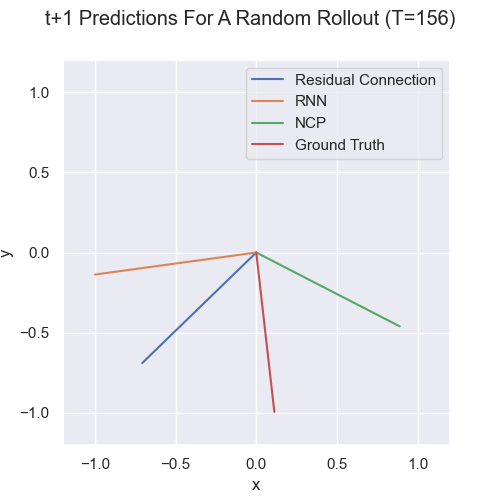 t+1 Predictions For A Random Rollout (T=156)
Residual Connection
RNN
NCP
Ground Truth
1.0
0.5
0.0
−0.5
−1.0
y
−1.0 −0.5 0.0 0.5 1.0
x